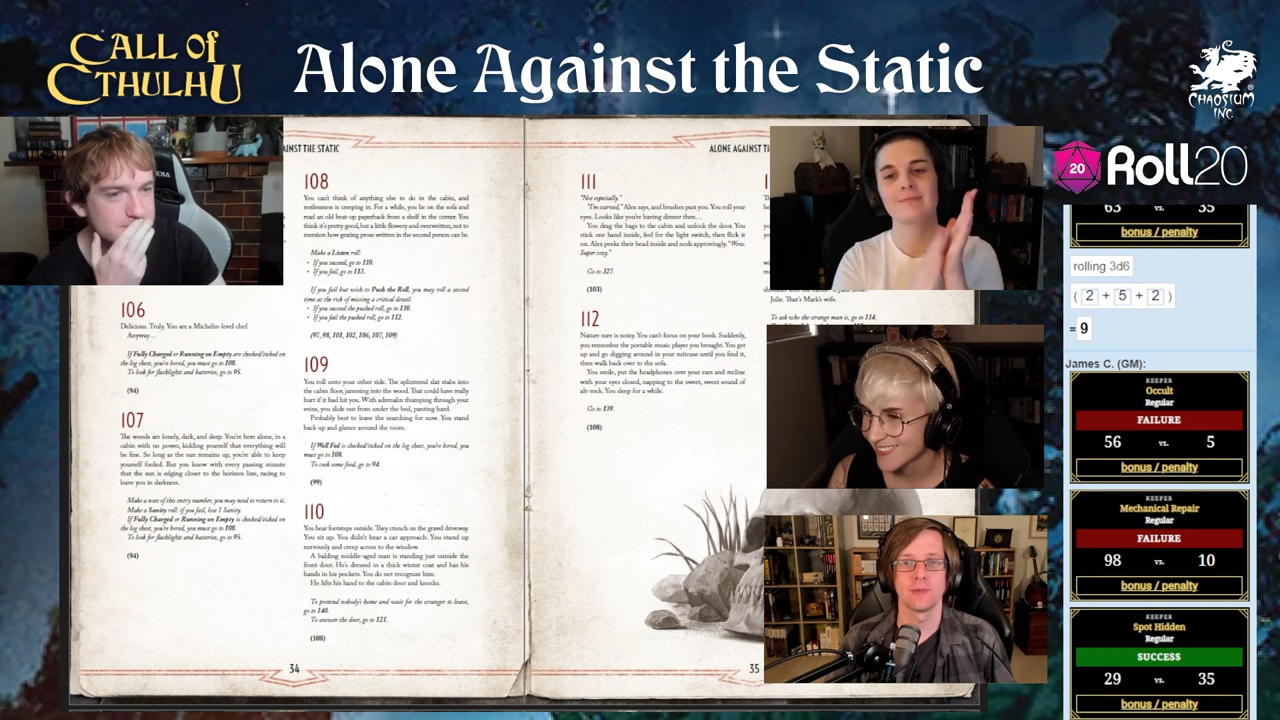 CALL of CTHULHU
Alone Against the Static
CHAOSIUM INC
20
Roll20
AINST THE STATIC
106
Delicious. Truly. You are a Michelin-level chef.
Anyway…
If Fully Charged or Running on Empty are checked/ticked on
the log sheet, you're bored, you must go to 108.
To look for flashlights and batteries, go to 95.
(94)
107
The woods are lonely, dark, and deep. You're here alone, in a
cabin with no power, kidding yourself that everything will
be fine. So long as the sun remains up, you're able to keep
yourself fooled. But you know with every passing minute
that the sun is edging closer to the horizon line, racing to
leave you in darkness.
Make a note of this entry number, you may need to return to it.
Make a Sanity roll: if you fail, lose 1 Sanity.
If Fully Charged or Running on Empty is checked/ticked on
the log sheet, you're bored, you must go to 108.
To look for flashlights and batteries, go to 95.
(94)
108
You can't think of anything else to do in the cabin, and
restlessness is creeping in. For a while, you lie on the sofa and
read an old beat-up paperback from a shelf in the corner. You
think it's pretty good, but a little flowery and overwritten, not to
mention how grating prose written in the second person can be.
Make a Listen roll:
• If you succeed, go to 110.
• If you fail, go to 113.
If you fail but wish to Push the Roll, you may roll a second
time at the risk of missing a critical detail:
• If you succeed the pushed roll, go to 110.
• If you fail the pushed roll, go to 112.
(97, 98, 101, 102, 106, 107, 109)
109
You roll onto your other side. The splintered slat stabs into
the cabin floor, jamming into the wood. That could have really
hurt if it had hit you. With adrenalin thumping through your
veins, you slide out from under the bed, panting hard.
Probably best to leave the searching for now. You stand
back up and glance around the room.
If Well Fed is checked/ticked on the log sheet, you're bored, you
must go to 108.
To cook some food, go to 94.
(99)
110
You hear footsteps outside. They crunch on the gravel driveway.
You sit up. You didn't hear a car approach. You stand up
nervously and creep across to the window.
A balding middle-aged man is standing just outside the
front door. He's dressed in a thick winter coat and has his
hands in his pockets. You do not recognize him.
He lifts his hand to the cabin door and knocks.
To pretend nobody's home and wait for the stranger to leave,
go to 140.
To answer the door, go to 121.
(108)
34
ALONE AGAINST TH
111
"Not especially."
"I'm starved," Alex says, and brushes past you. You roll your
eyes. Looks like you're having dinner then…
You drag the bags to the cabin and unlock the door. You
stick one hand inside, feel for the light switch, then flick it
on. Alex peeks their head inside and nods approvingly. "Wow.
Super cozy."
Go to 327.
(103)
112
Nature sure is noisy. You can't focus on your book. Suddenly,
you remember the portable music player you brought. You get
up and go digging around in your suitcase until you find it,
then walk back over to the sofa.
You smile, put the headphones over your ears and recline
with your eyes closed, napping to the sweet, sweet sound of
alt-rock. You sleep for a while.
Go to 139.
(108)
Julie. That's Mark's wife.
To ask who the strange man is, go to 114.
35
63 vs. 35
bonus / penalty
rolling 3d6
( 2 + 5 + 2 )
= 9
James C. (GM):
KEEPER
Occult
Regular
FAILURE
56 vs. 5
bonus / penalty
KEEPER
Mechanical Repair
Regular
FAILURE
98 vs. 10
bonus / penalty
KEEPER
Spot Hidden
Regular
SUCCESS
29 vs. 35
bonus / penalty